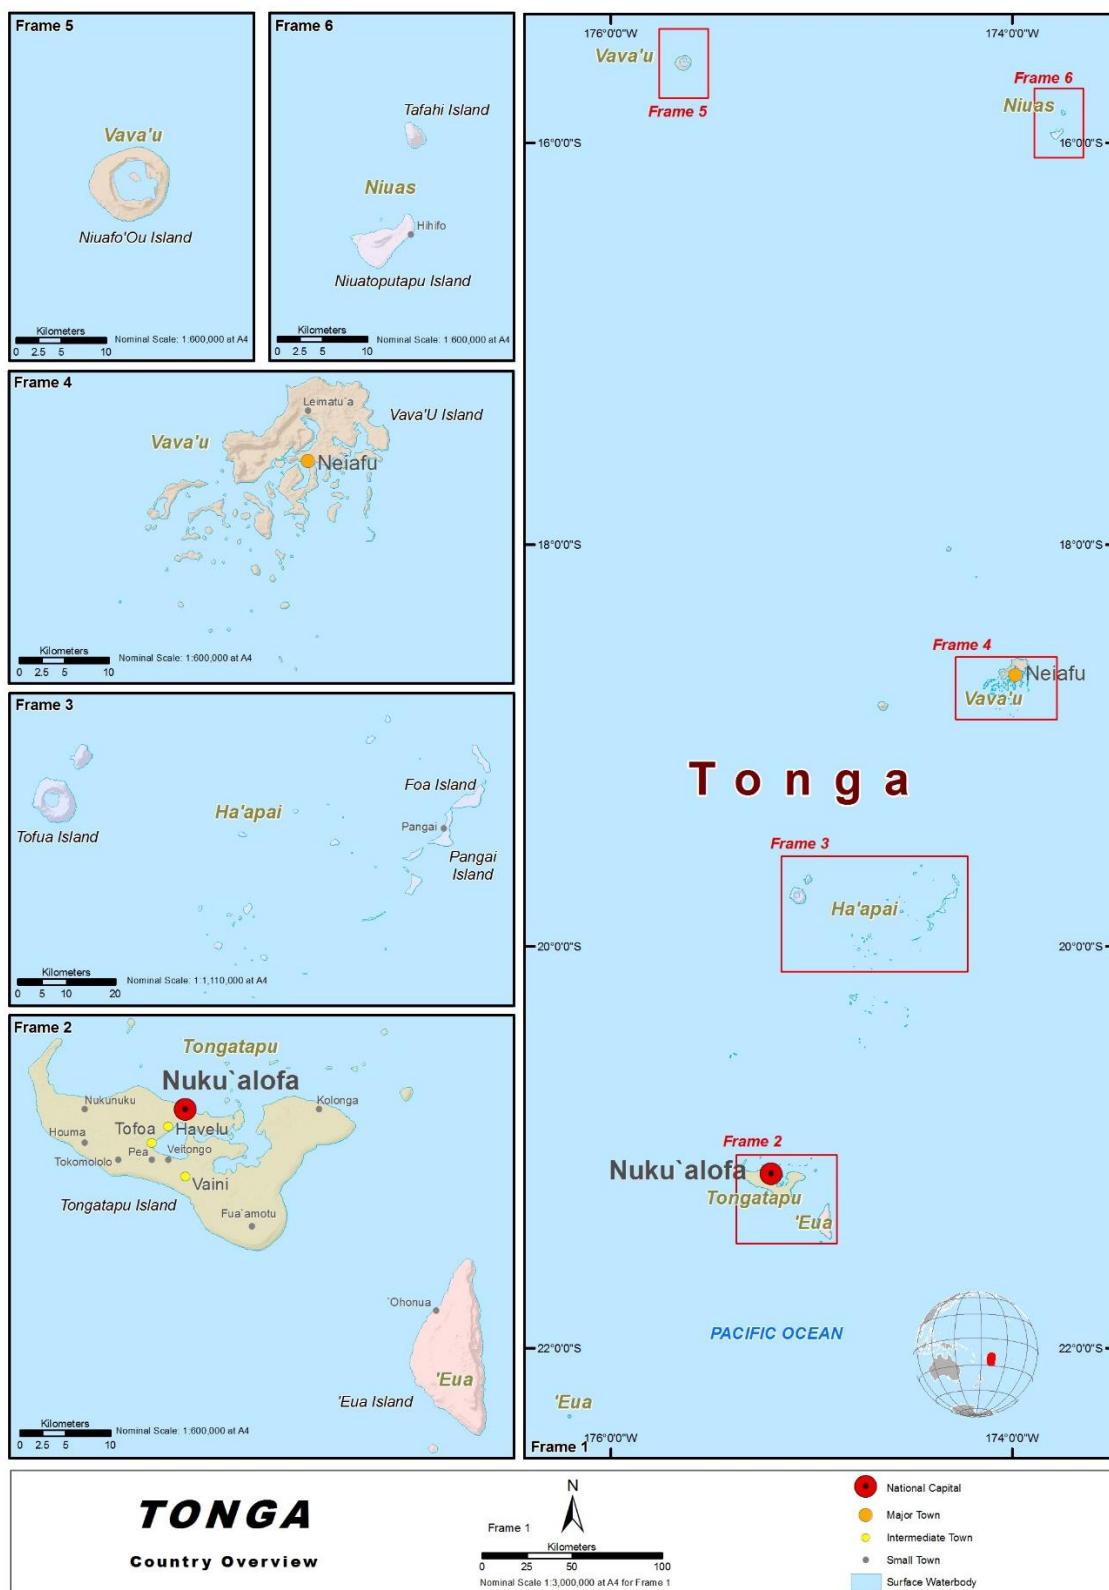 Frame 5
Vava'u
Niuafo'Ou Island
Kilometers
Nominal Scale: 1:600,000 at A4
0 2.5 5 10
Frame 6
Tafahi Island
Niuas
Hihifo
Niuatoputapu Island
Kilometers
Nominal Scale: 1:600,000 at A4
0 2.5 5 10
Frame 4
Leimatu`a
Vava'U Island
Vava'u
Neiafu
Kilometers
Nominal Scale: 1:600,000 at A4
0 2.5 5 10
Frame 3
Foa Island
Ha'apai
Pangai
Tofua Island
Pangai
Island
Kilometers
Nominal Scale: 1:1,110,000 at A4
0 5 10 20
Frame 2
Tongatapu
Nuku`alofa
Nukunuku
Kolonga
Tofoa
Havelu
Houma
Pea
Veitongo
Tokomololo
Vaini
Tongatapu Island
Fua`amotu
`Ohonua
'Eua
'Eua Island
Kilometers
Nominal Scale: 1:600,000 at A4
0 2.5 5 10
176°0'0"W
174°0'0"W
Vava'u
Frame 5
Frame 6
Niuas
16°0'0"S
16°0'0"S
18°0'0"S
18°0'0"S
Frame 4
Neiafu
Vava'u
Tonga
Frame 3
Ha'apai
20°0'0"S
20°0'0"S
Frame 2
Nuku`alofa
Tongatapu
'Eua
PACIFIC OCEAN
22°0'0"S
22°0'0"S
'Eua
Frame 1
176°0'0"W
174°0'0"W
TONGA
Country Overview
N
Frame 1
Kilometers
0 25 50 100
Nominal Scale 1:3,000,000 at A4 for Frame 1
National Capital
Major Town
Intermediate Town
Small Town
Surface Waterbody